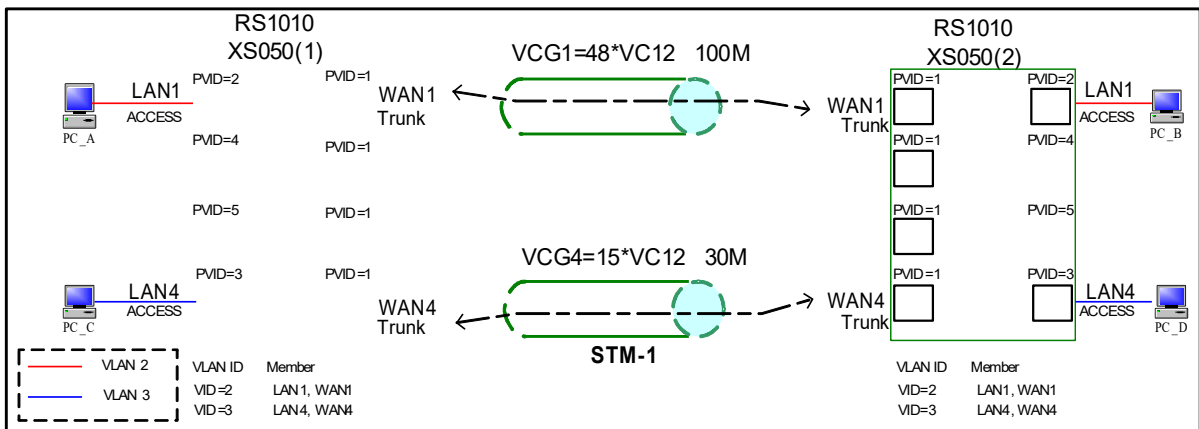 RS1010
XS050(1)
RS1010
XS050(2)
VCG1=48*VC12 100M
PVID=2
PVID=1
LAN1
ACCESS
PC_A
WAN1
Trunk
PVID=4
PVID=1
PVID=5
PVID=1
PVID=3
PVID=1
LAN4
ACCESS
PC_C
WAN4
Trunk
VCG4=15*VC12 30M
STM-1
PVID=1
PVID=2
WAN1
Trunk
LAN1
ACCESS
PC_B
PVID=1
PVID=4
PVID=1
PVID=5
PVID=1
PVID=3
WAN4
Trunk
LAN4
ACCESS
PC_D
VLAN 2
VLAN 3
VLAN ID Member
VID=2 LAN1, WAN1
VID=3 LAN4, WAN4
VLAN ID Member
VID=2 LAN1, WAN1
VID=3 LAN4, WAN4